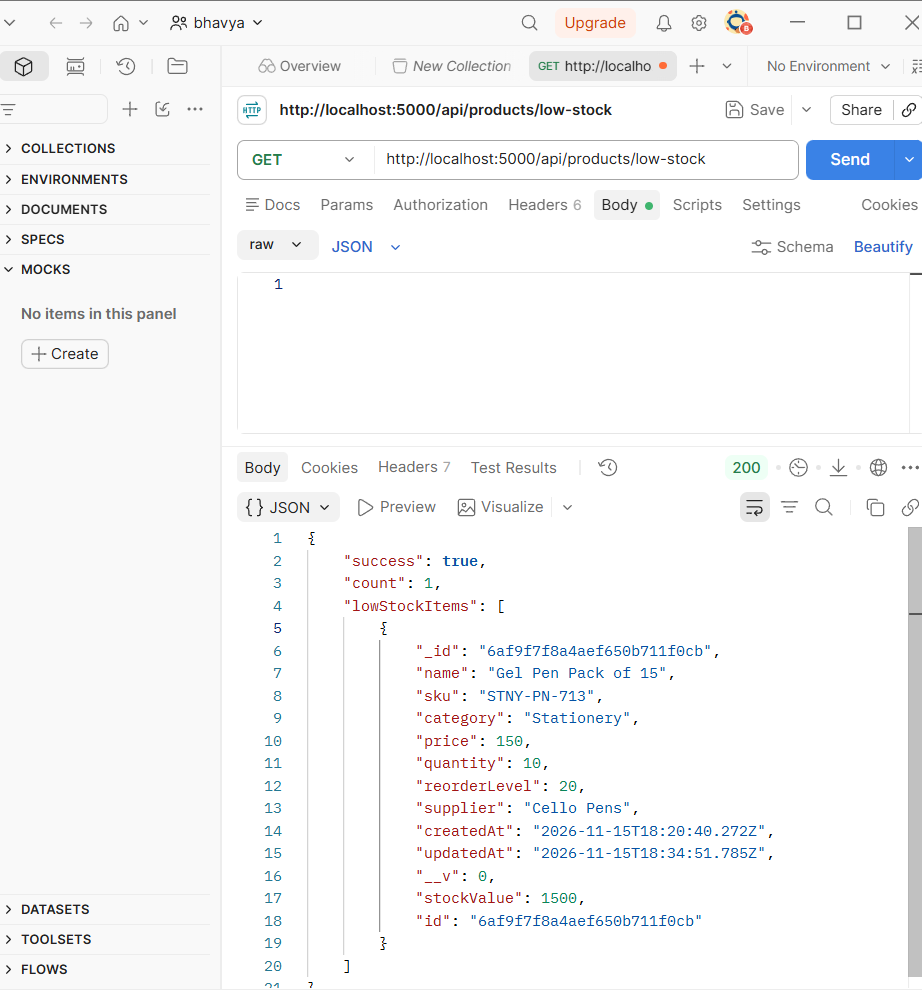 bhavya
Upgrade
6
Overview
New Collection
GET http://localho
No Environment
HTTP
http://localhost:5000/api/products/low-stock
Save
Share
GET
http://localhost:5000/api/products/low-stock
Send
Docs
Params
Authorization
Headers 6
Body
Scripts
Settings
Cookies
raw
JSON
Schema
Beautify
1
COLLECTIONS
ENVIRONMENTS
DOCUMENTS
SPECS
MOCKS
No items in this panel
Create
DATASETS
TOOLSETS
FLOWS
Body
Cookies
Headers 7
Test Results
200
{} JSON
Preview
Visualize
1 {
2 "success": true,
3 "count": 1,
4 "lowStockItems": [
5 {
6 "_id": "6af9f7f8a4aef650b711f0cb",
7 "name": "Gel Pen Pack of 15",
8 "sku": "STNY-PN-713",
9 "category": "Stationery",
10 "price": 150,
11 "quantity": 10,
12 "reorderLevel": 20,
13 "supplier": "Cello Pens",
14 "createdAt": "2026-11-15T18:20:40.272Z",
15 "updatedAt": "2026-11-15T18:34:51.785Z",
16 "__v": 0,
17 "stockValue": 1500,
18 "id": "6af9f7f8a4aef650b711f0cb"
19 }
20 ]
21 }